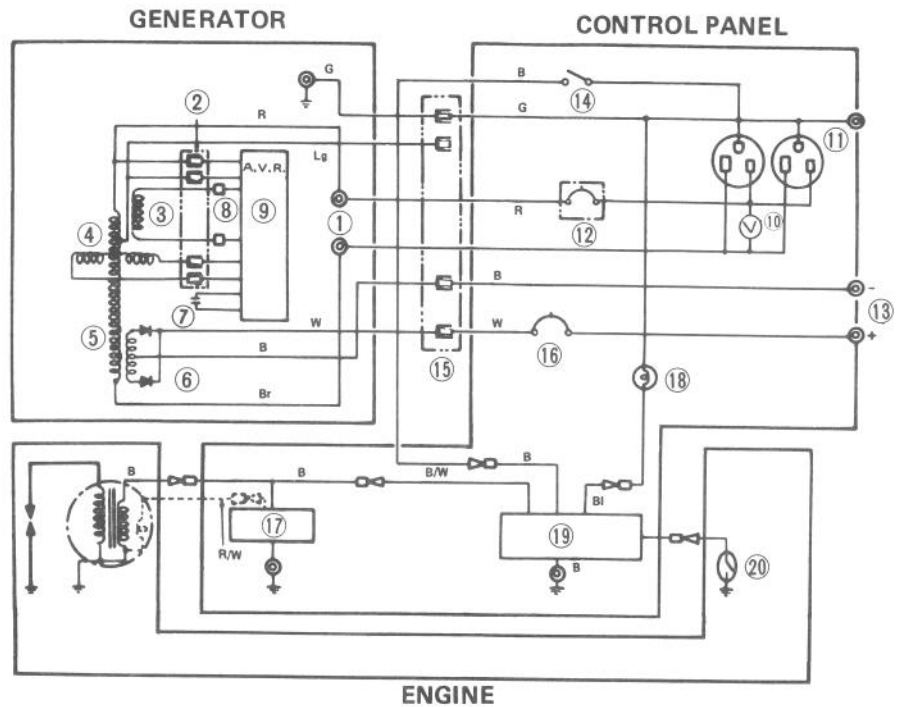 GENERATOR
CONTROL PANEL
G
B
⑭
②
R
G
⑪
Lg
A.V.R.
③
⑧
⑨
①
R
⑫
⑩
V
④
B
-
⑬
⑦
+
⑤
W
W
⑯
B
⑥
⑮
⑱
Br
B
B
B/W
B
Bl
⑰
⑲
R/W
B
⑳
ENGINE